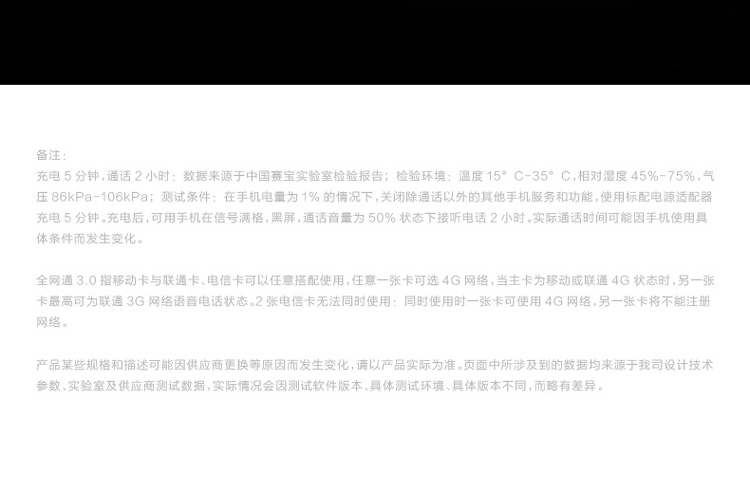 备注：
充电 5 分钟，通话 2 小时：数据来源于中国赛宝实验室检验报告；检验环境：温度 15°C-35°C，相对湿度 45%-75%，气
压 86kPa-106kPa；测试条件：在手机电量为 1% 的情况下，关闭除通话以外的其他手机服务和功能，使用标配电源适配器
充电 5 分钟。充电后，可用手机在信号满格，黑屏，通话音量为 50% 状态下接听电话 2 小时。实际通话时间可能因手机使用具
体条件而发生变化。
全网通 3.0 指移动卡与联通卡、电信卡可以任意搭配使用，任意一张卡可选 4G 网络，当主卡为移动或联通 4G 状态时，另一张
卡最高可为联通 3G 网络语音电话状态。2 张电信卡无法同时使用：同时使用时一张卡可使用 4G 网络，另一张卡将不能注册
网络。
产品某些规格和描述可能因供应商更换等原因而发生变化，请以产品实际为准。页面中所涉及到的数据均来源于我司设计技术
参数、实验室及供应商测试数据，实际情况会因测试软件版本、具体测试环境、具体版本不同，而略有差异。